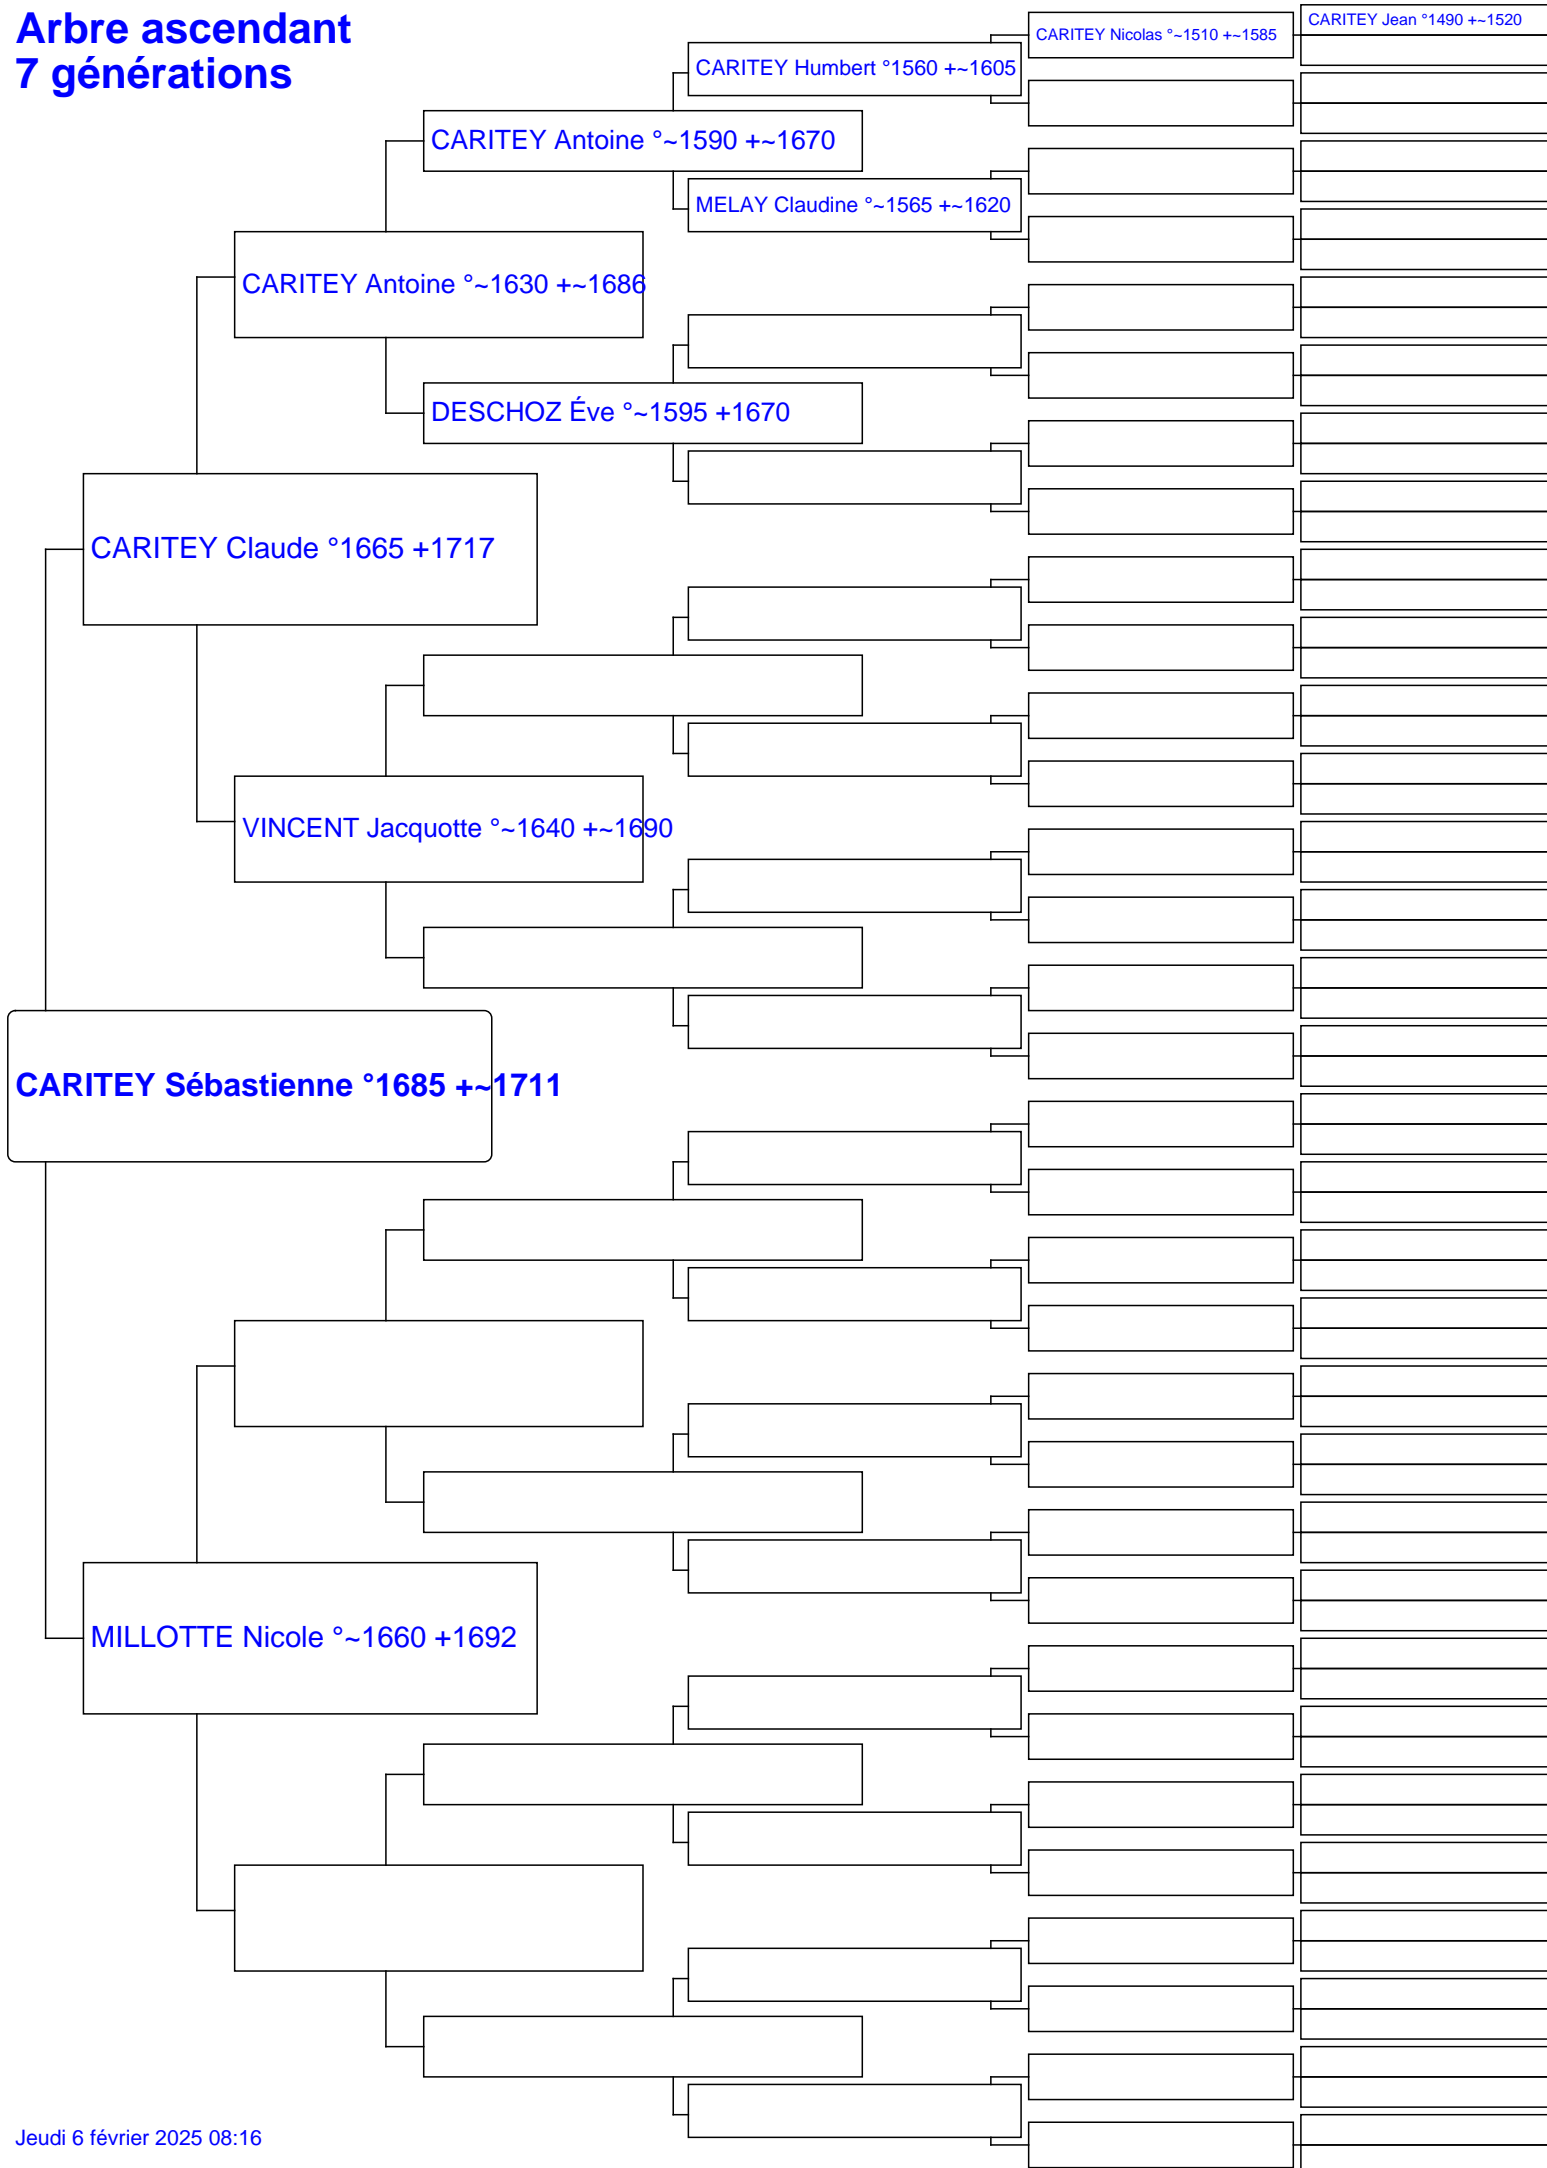 Arbre ascendant
7 générations
CARITEY Jean °1490 +~1520
CARITEY Nicolas °~1510 +~1585
CARITEY Humbert °1560 +~1605
CARITEY Antoine °~1590 +~1670
MELAY Claudine °~1565 +~1620
CARITEY Antoine °~1630 +~1686
DESCHOZ Éve °~1595 +1670
CARITEY Claude °1665 +1717
VINCENT Jacquotte °~1640 +~1690
CARITEY Sébastienne °1685 +~1711
MILLOTTE Nicole °~1660 +1692
Jeudi 6 février 2025 08:16